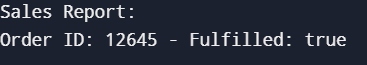 Sales Report:
Order ID: 12645 - Fulfilled: true